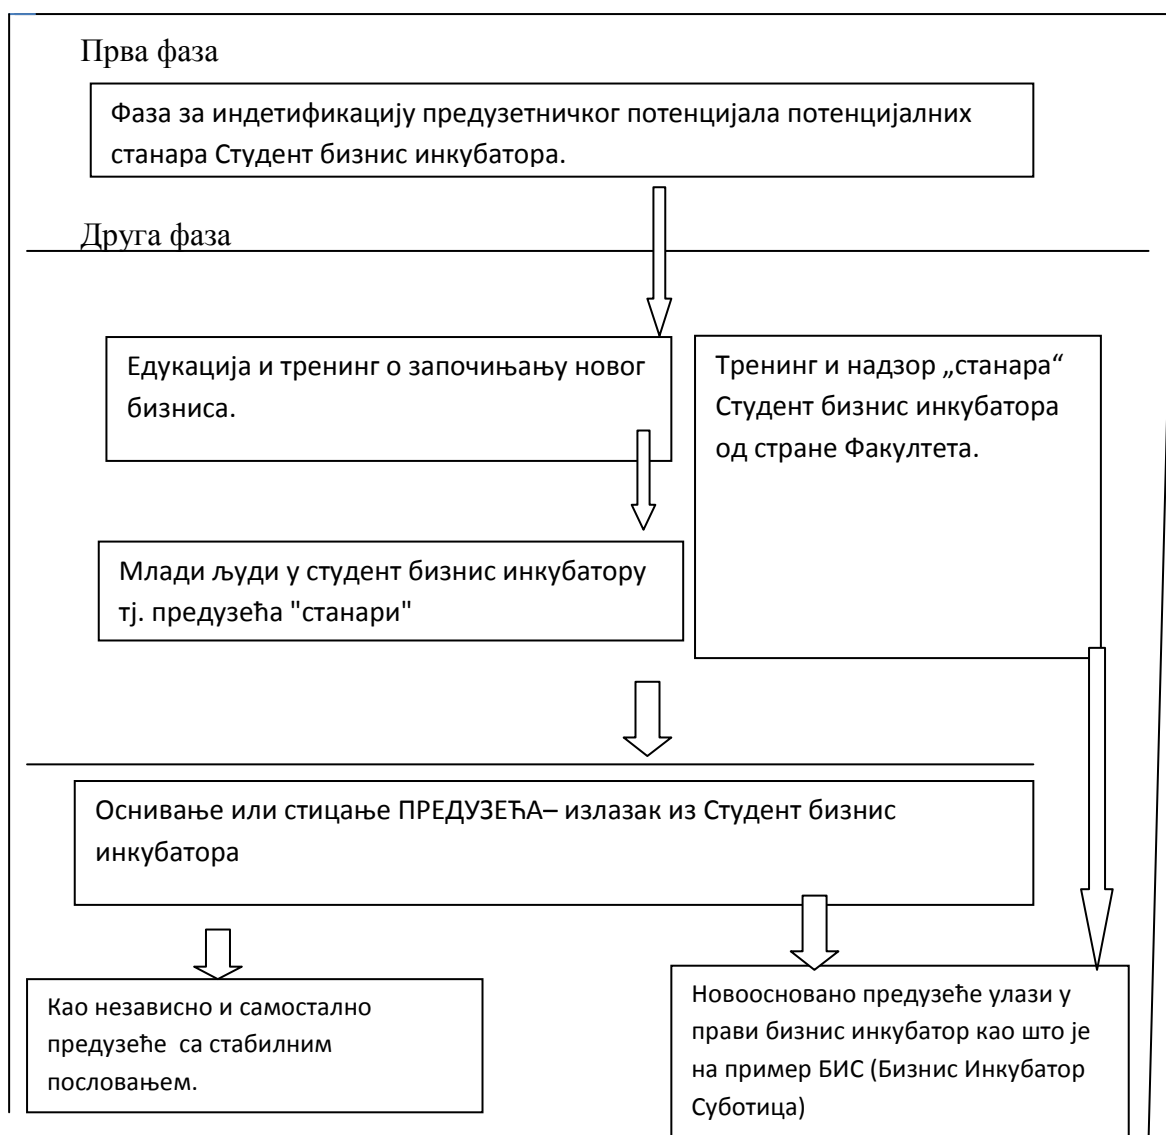 Прва фаза
Фаза за индетификацију предузетничког потенцијала потенцијалних
станара Студент бизнис инкубатора.
Друга фаза
Едукација и тренинг о започињању новог
бизниса.
Тренинг и надзор „станара“
Студент бизнис инкубатора
од стране Факултета.
Млади људи у студент бизнис инкубатору
тј. предузећа "станари"
Оснивање или стицање ПРЕДУЗЕЋА– излазак из Студент бизнис
инкубатора
Као независно и самостално
предузеће са стабилним
пословањем.
Новоосновано предузеће улази у
прави бизнис инкубатор као што је
на пример БИС (Бизнис Инкубатор
Суботица)